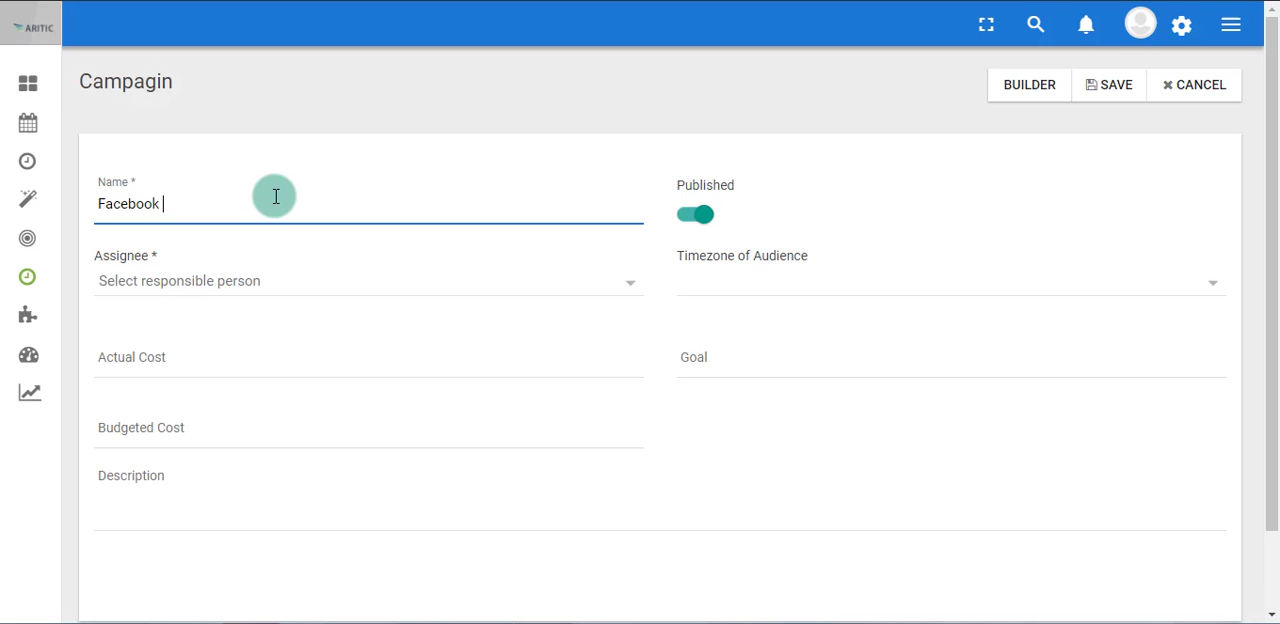 ARITIC
Campagin
BUILDER
SAVE
CANCEL
Name *
Facebook
Published
Assignee *
Select responsible person
Timezone of Audience
Actual Cost
Goal
Budgeted Cost
Description